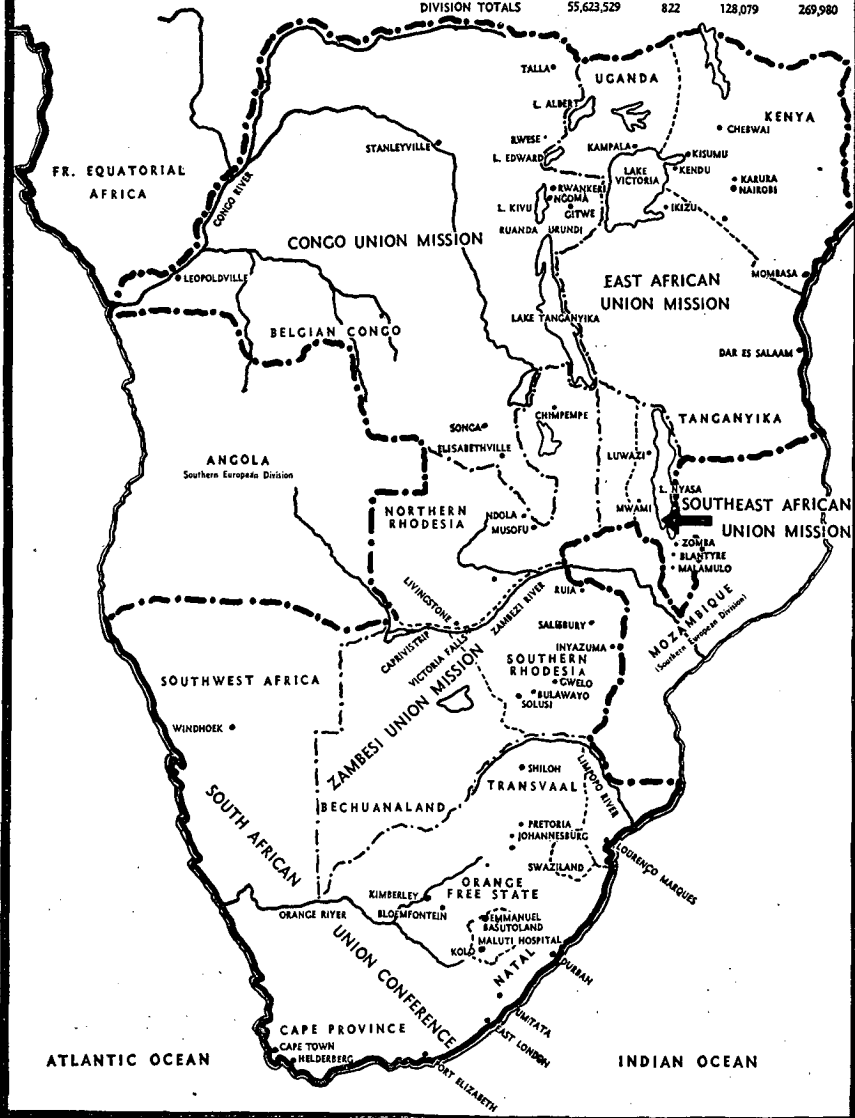 DIVISION TOTALS 55,623,529 822 128,079 269,980
TALLA
UGANDA
L. ALBERT
KENYA
CHEBWAI
STANLEYVILLE
RWESE
KAMPALA
KISUMU
L. EDWARD
LAKE
VICTORIA
KENDU
FR. EQUATORIAL
AFRICA
CONGO RIVER
KARURA
NAIROBI
RWANKERI
NGOMA
L. KIVU
GITWE
IKIZU
RUANDA URUNDI
CONGO UNION MISSION
LEOPOLDVILLE
MOMBASA
EAST AFRICAN
UNION MISSION
LAKE TANGANYIKA
BELGIAN CONGO
DAR ES SALAAM
CHIMPEMPE
TANGANYIKA
SONGA
ELISABETHVILLE
LUWAZI
ANGOLA
Southern European Division
L. NYASA
NORTHERN
RHODESIA
NDOLA
MUSOFU
MWAMI
SOUTHEAST AFRICAN
UNION MISSION
ZOMBA
BLANTYRE
MALAMULO
LIVINGSTONE
ZAMBEZI RIVER
RUIA
CAPRIVISTRIP
VICTORIA FALLS
SALISBURY
MOZAMBIQUE
(Southern European Division)
INYAZUMA
SOUTHERN
RHODESIA
SOUTHWEST AFRICA
GWELO
BULAWAYO
SOLUSI
ZAMBESI UNION MISSION
WINDHOEK
SHILOH
TRANSVAAL
LIMPOPO RIVER
BECHUANALAND
SOUTH AFRICAN
UNION CONFERENCE
PRETORIA
JOHANNESBURG
LOURENCO MARQUES
SWAZILAND
ORANGE
FREE STATE
KIMBERLEY
ORANGE RIVER
BLOEMFONTEIN
EMMANUEL
BASUTOLAND
MALUTI HOSPITAL
KOLO
NATAL
DURBAN
UMTATA
EAST LONDON
CAPE PROVINCE
CAPE TOWN
HELDERBERG
PORT ELIZABETH
ATLANTIC OCEAN
INDIAN OCEAN